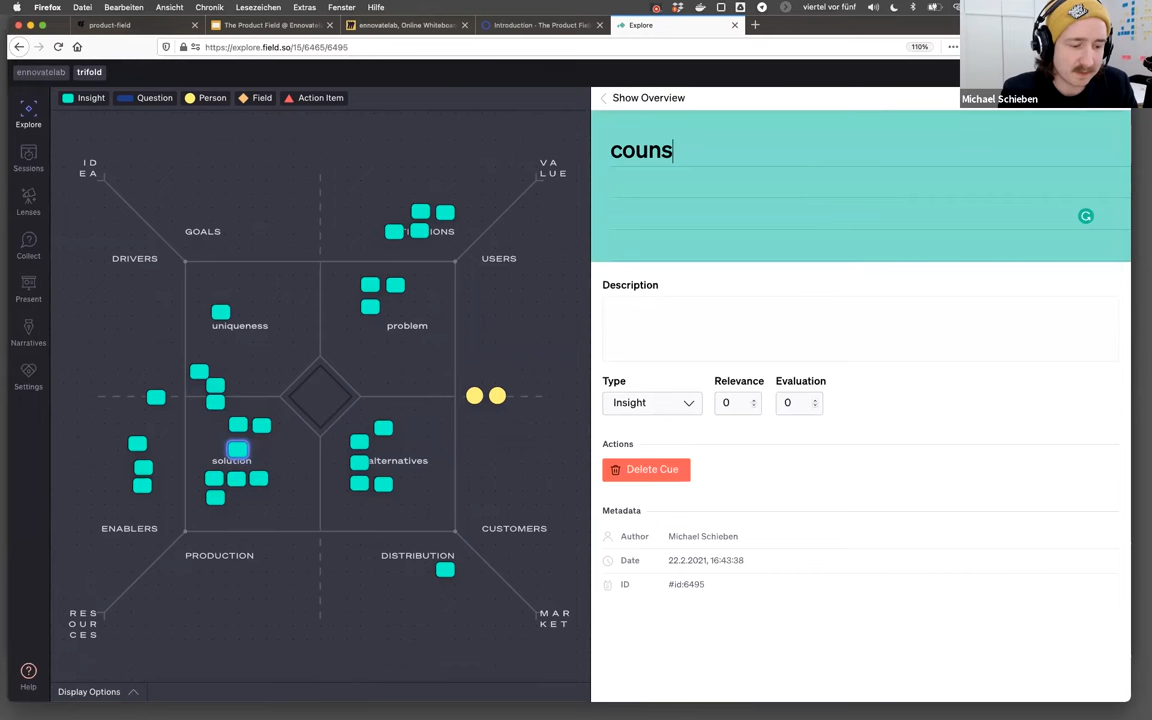 Firefox Datei Bearbeiten Ansicht Chronik Lesezeichen Extras Fenster Hilfe viertel vor fünf
product-field
The Product Field @ Ennovate
ennovatelab, Online Whiteboa
Introduction - The Product Fiel
Explore
https://explore.field.so/15/6465/6495
110%
ennovatelab trifold
Michael Schieben
Insight Question Person Field Action Item
Show Overview
Explore
Sessions
Lenses
Collect
Present
Narratives
Settings
Help
couns
ID
EA
VA
LUE
GOALS
IONS
DRIVERS
USERS
uniqueness
problem
solution
alternatives
ENABLERS
CUSTOMERS
PRODUCTION
DISTRIBUTION
RES
OUR
CES
MAR
KET
Display Options
Description
Type Relevance Evaluation
Insight 0 0
Actions
Delete Cue
Metadata
Author Michael Schieben
Date 22.2.2021, 16:43:38
ID #id:6495